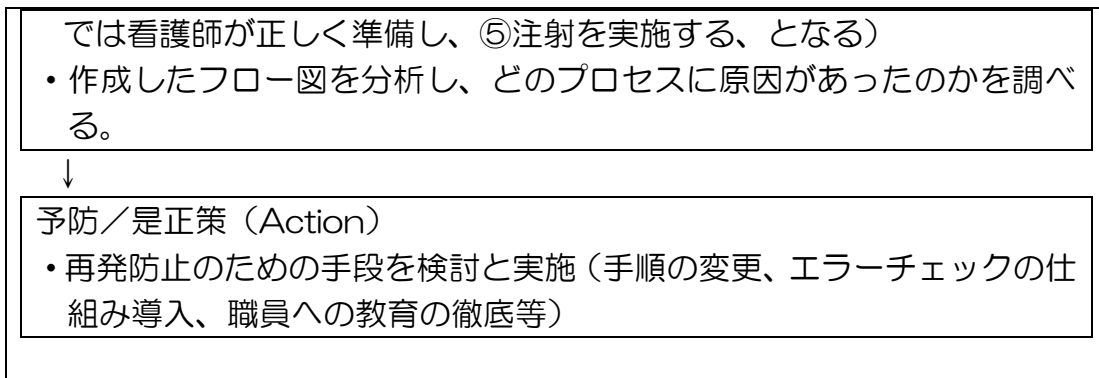 では看護師が正しく準備し、⑤注射を実施する、となる）
・作成したフロー図を分析し、どのプロセスに原因があったのかを調べ
る。
↓
予防／是正策（Action）
・再発防止のための手段を検討と実施（手順の変更、エラーチェックの仕
組み導入、職員への教育の徹底等）